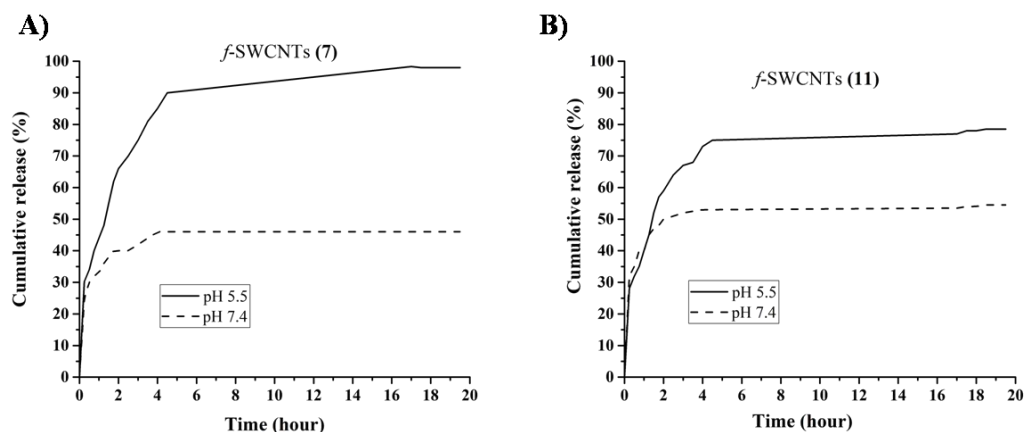 A)
f-SWCNTs (7)
100
90
80
70
60
50
40
30
20
10
0
Cumulative release (%)
pH 5.5
pH 7.4
0 2 4 6 8 10 12 14 16 18 20
Time (hour)
B)
f-SWCNTs (11)
100
90
80
70
60
50
40
30
20
10
0
Cumulative release (%)
pH 5.5
pH 7.4
0 2 4 6 8 10 12 14 16 18 20
Time (hour)